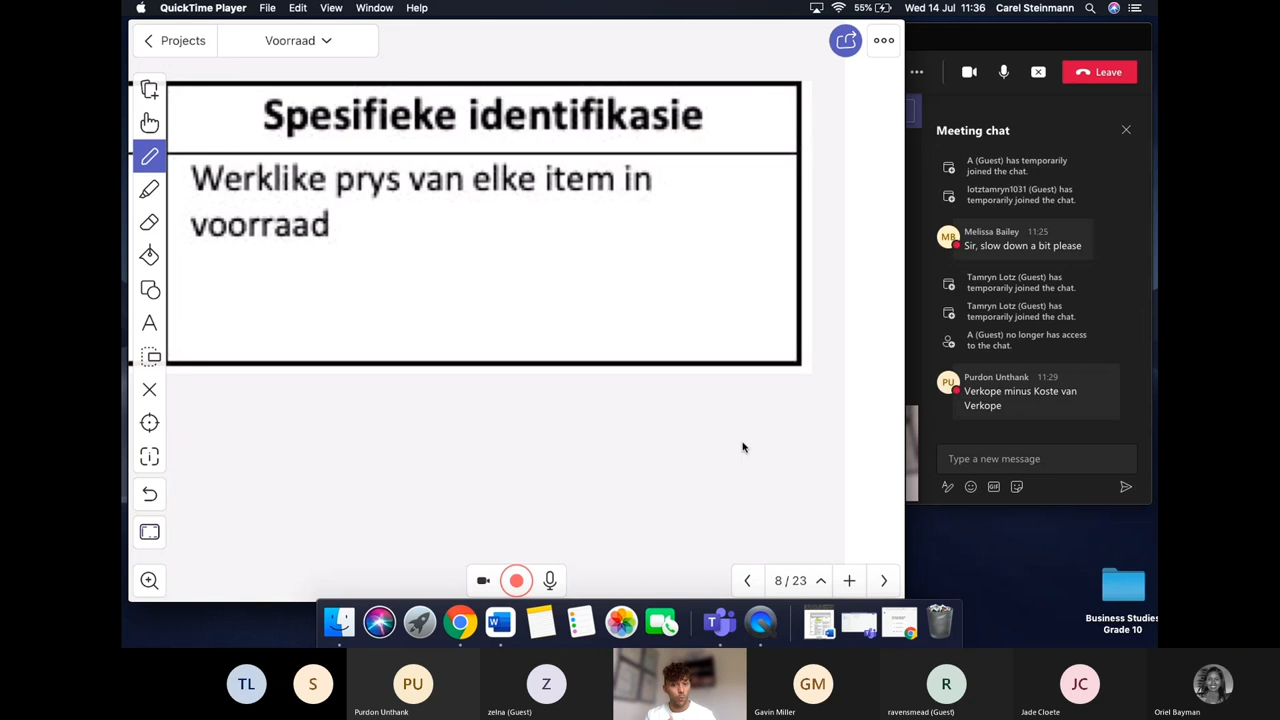 QuickTime Player File Edit View Window Help
55% Wed 14 Jul 11:36 Carel Steinmann
Projects
Voorraad
Spesifieke identifikasie
Werklike prys van elke item in
voorraad
A
8 / 23
Leave
Meeting chat
A (Guest) has temporarily
joined the chat.
lotztamryn1031 (Guest) has
temporarily joined the chat.
MB
Melissa Bailey 11:25
Sir, slow down a bit please
Tamryn Lotz (Guest) has
temporarily joined the chat.
Tamryn Lotz (Guest) has
temporarily joined the chat.
A (Guest) no longer has access
to the chat.
PU
Purdon Unthank 11:29
Verkope minus Koste van
Verkope
Type a new message
GIF
Business Studies
Grade 10
TL
S
PU
Purdon Unthank
Z
zelna (Guest)
GM
Gavin Miller
R
ravensmead (Guest)
JC
Jade Cloete
Oriel Bayman